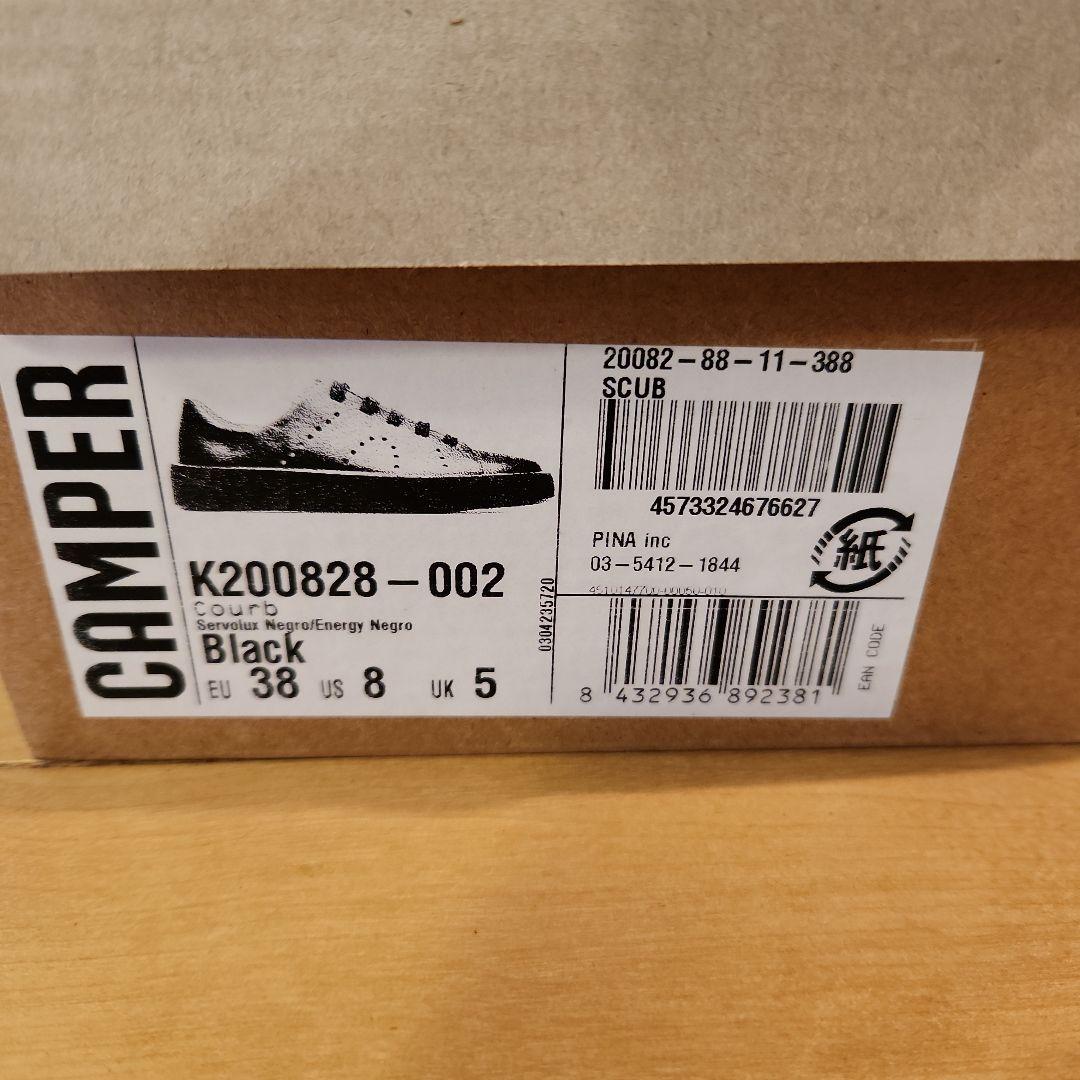 CAMPER
K200828-002
Courb
Servolux Negro/Energy Negro
Black
EU 38 US 8 UK 5
0304235720
20082-88-11-388
SCUB
4573324676627
PINA inc
03-5412-1844
紙
8 432936 892381
EAN CODE